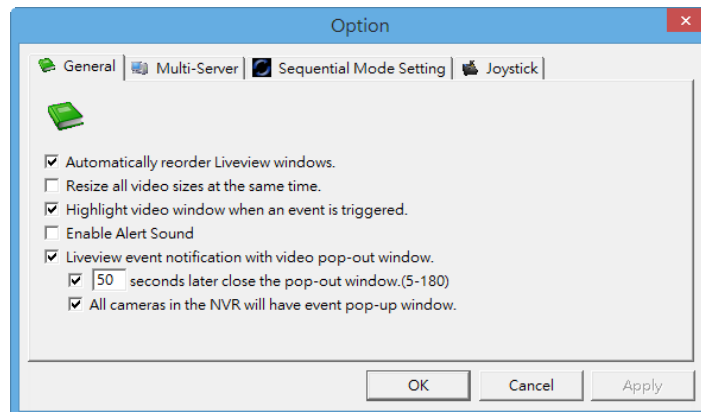 Option
General Multi-Server Sequential Mode Setting Joystick
Automatically reorder Liveview windows.
Resize all video sizes at the same time.
Highlight video window when an event is triggered.
Enable Alert Sound
Liveview event notification with video pop-out window.
50 seconds later close the pop-out window.(5-180)
All cameras in the NVR will have event pop-up window.
OK Cancel Apply